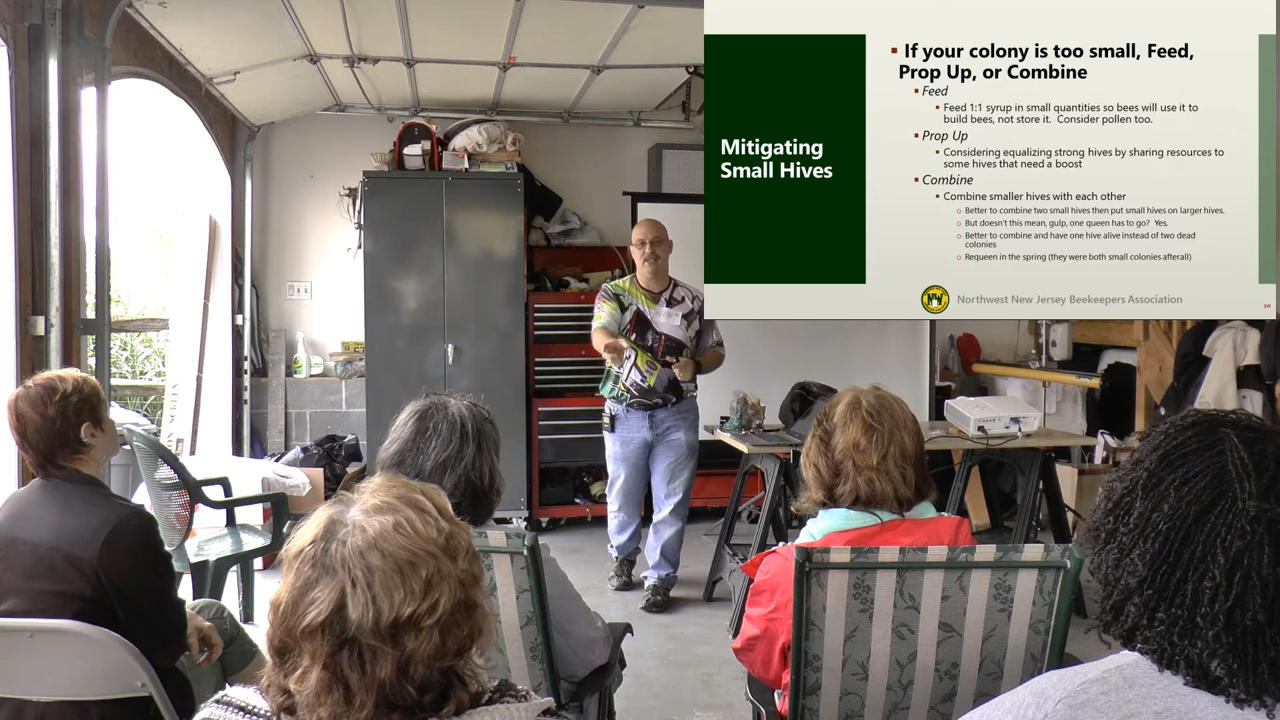 Mitigating
Small Hives
If your colony is too small, Feed,
Prop Up, or Combine
Feed
Feed 1:1 syrup in small quantities so bees will use it to
build bees, not store it. Consider pollen too.
Prop Up
Considering equalizing strong hives by sharing resources to
some hives that need a boost
Combine
Combine smaller hives with each other
Better to combine two small hives then put small hives on larger hives.
But doesn't this mean, gulp, one queen has to go? Yes.
Better to combine and have one hive alive instead of two dead
colonies
Requeen in the spring (they were both small colonies afterall)
NW
Northwest New Jersey Beekeepers Association
10